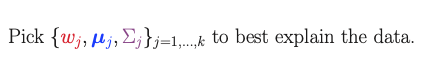 Pick {w_j, μ_j, Σ_j}_{j=1,...,k} to best explain the data.